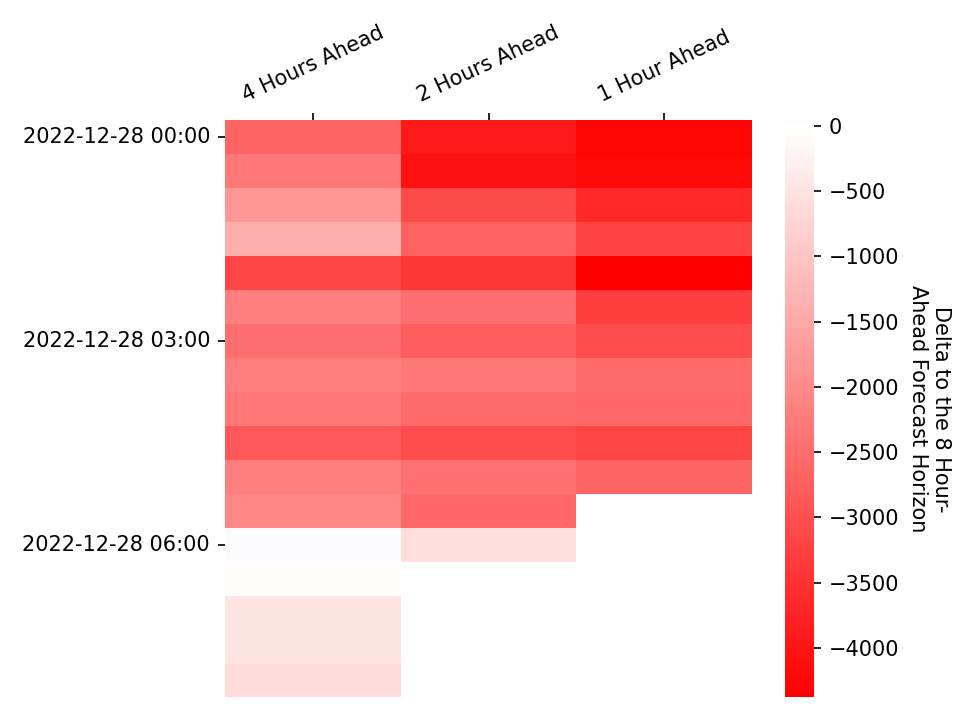 4 Hours Ahead
2 Hours Ahead
1 Hour Ahead
2022-12-28 00:00
2022-12-28 03:00
2022-12-28 06:00
0
−500
−1000
−1500
−2000
−2500
−3000
−3500
−4000
Delta to the 8 Hour-
Ahead Forecast Horizon